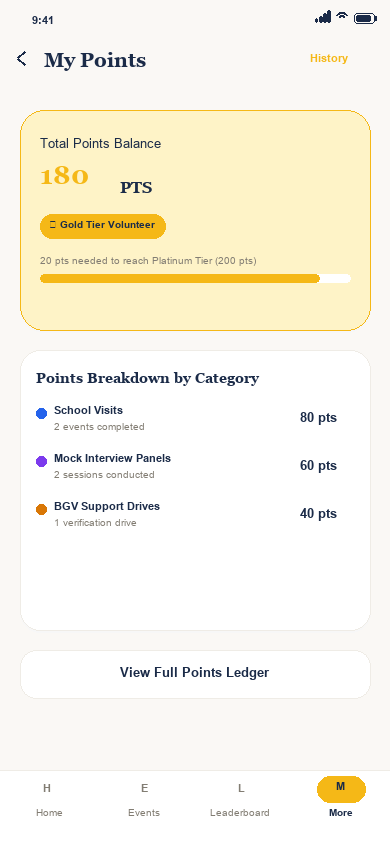 9:41
My Points
History
Total Points Balance
180 PTS
Gold Tier Volunteer
20 pts needed to reach Platinum Tier (200 pts)
Points Breakdown by Category
School Visits
80 pts
2 events completed
Mock Interview Panels
60 pts
2 sessions conducted
BGV Support Drives
40 pts
1 verification drive
View Full Points Ledger
H E L M
Home Events Leaderboard More